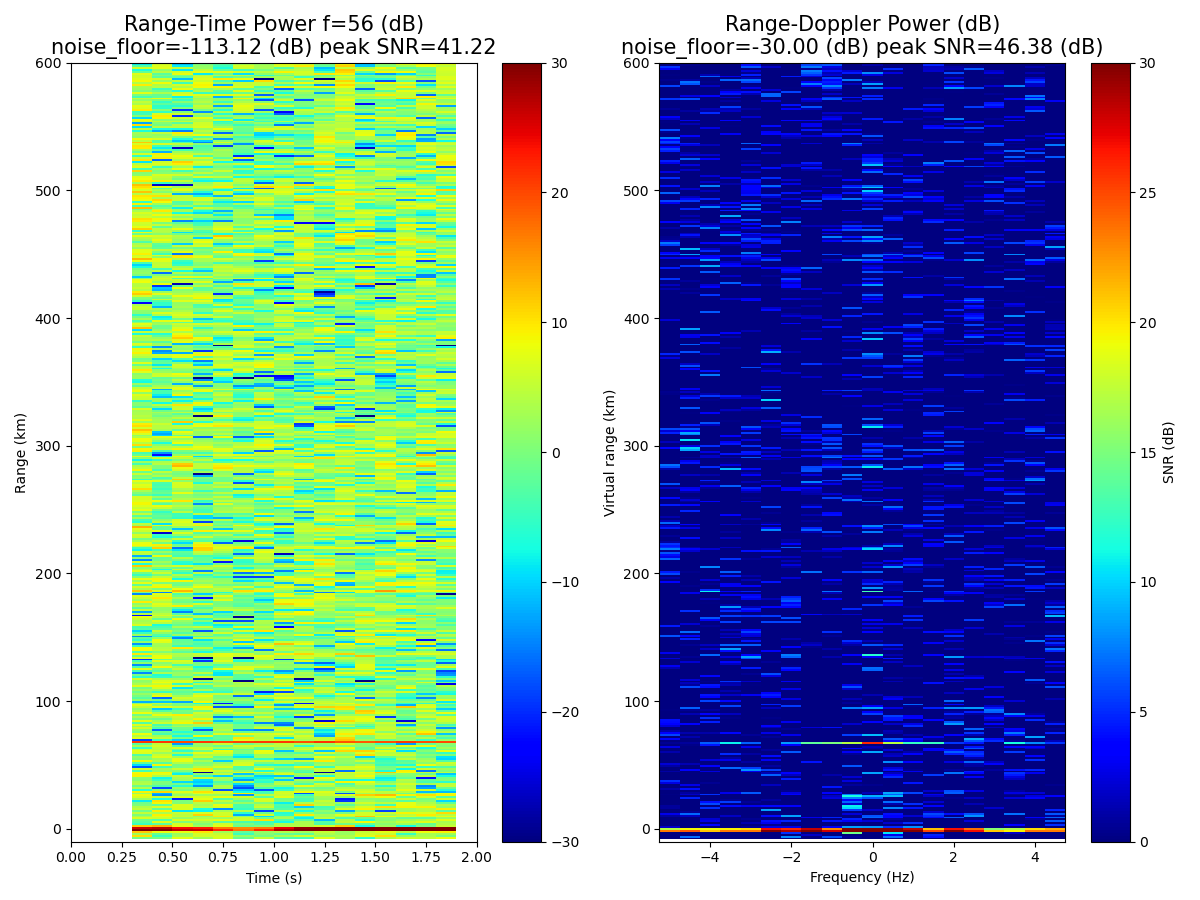 Range-Time Power f=56 (dB)
noise_floor=-113.12 (dB) peak SNR=41.22
600
500
400
300
200
100
0
Range (km)
0.00 0.25 0.50 0.75 1.00 1.25 1.50 1.75 2.00
Time (s)
30
20
10
0
−10
−20
−30
Range-Doppler Power (dB)
noise_floor=-30.00 (dB) peak SNR=46.38 (dB)
600
500
400
300
200
100
0
Virtual range (km)
−4 −2 0 2 4
Frequency (Hz)
30
25
20
15
10
5
0
SNR (dB)